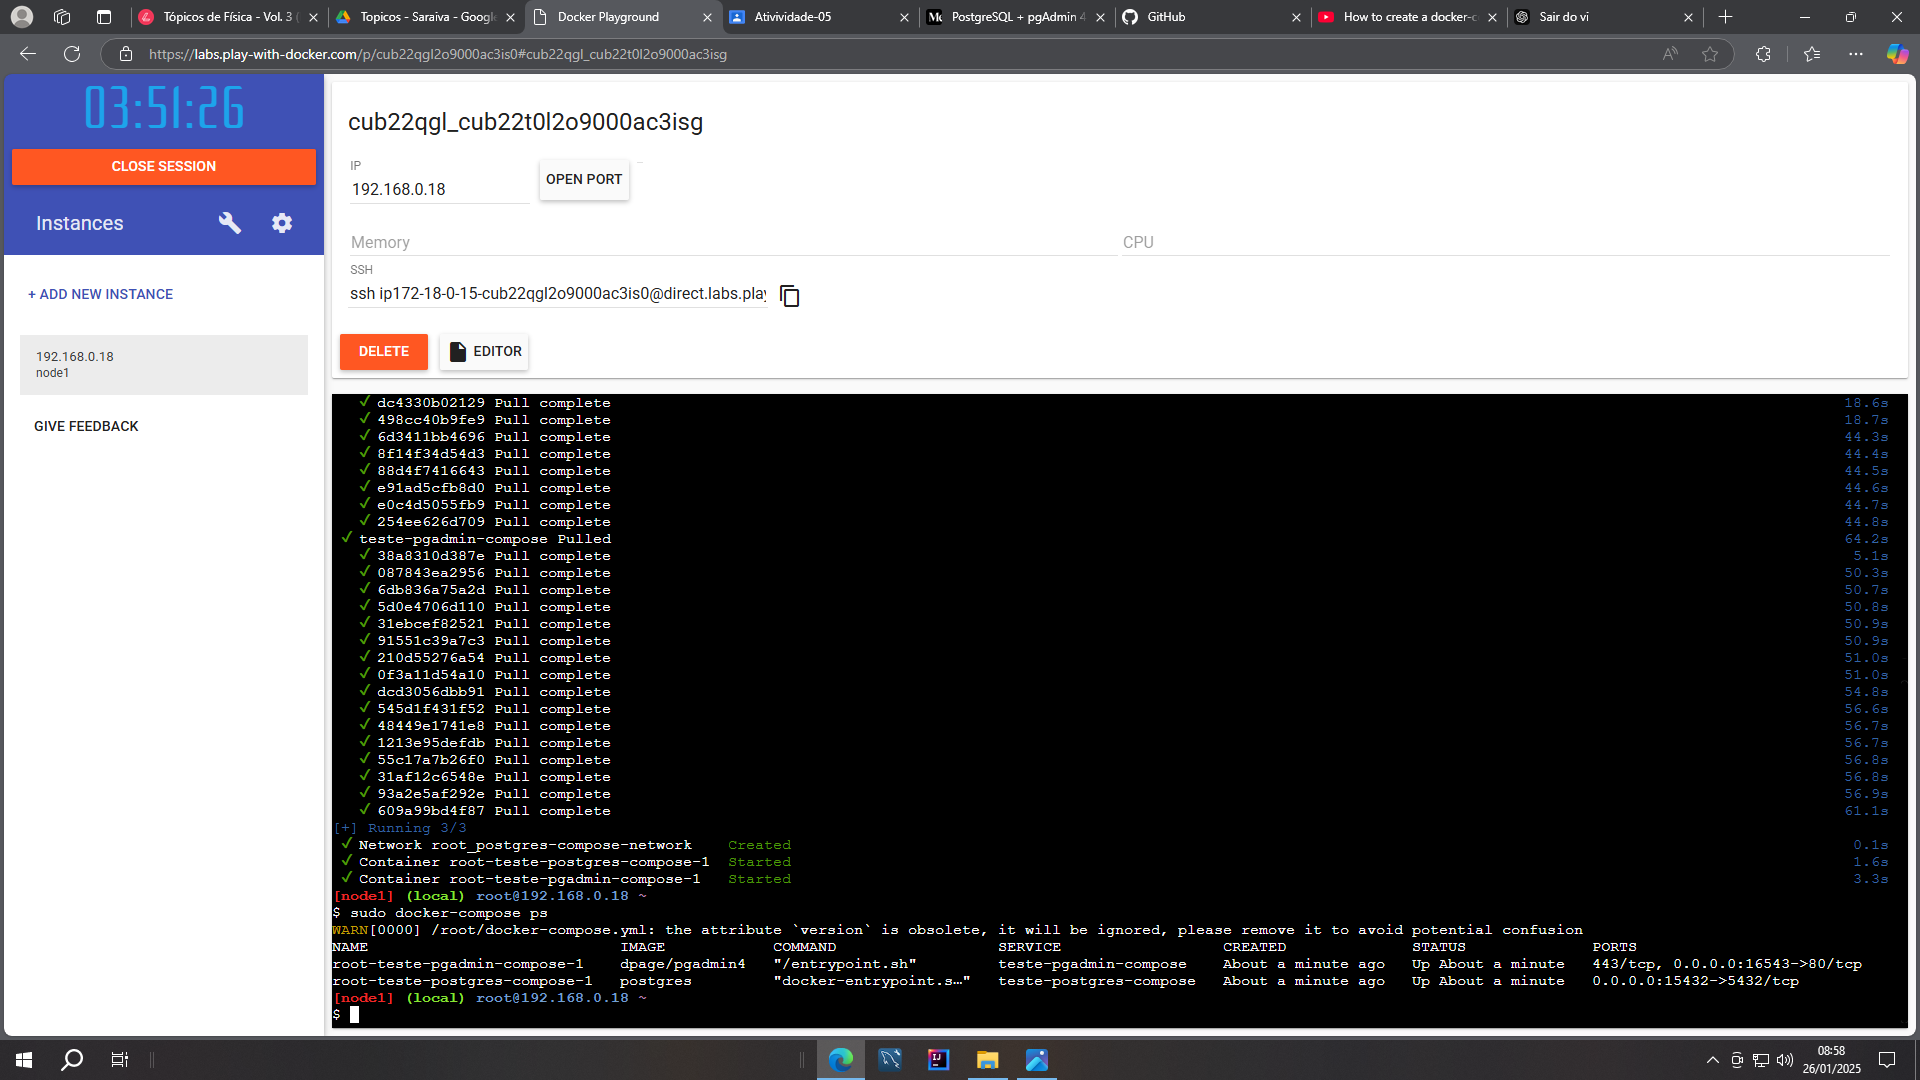 Tópicos de Física - Vol. 3 (
Topicos - Saraiva - Google
Docker Playground
Ativividade-05
PostgreSQL + pgAdmin 4
GitHub
How to create a docker-c
Sair do vi
https://labs.play-with-docker.com/p/cub22qgl2o9000ac3is0#cub22qgl_cub22t0l2o9000ac3isg
03:51:26
CLOSE SESSION
Instances
+ ADD NEW INSTANCE
192.168.0.18
node1
GIVE FEEDBACK
cub22qgl_cub22t0l2o9000ac3isg
IP
192.168.0.18
OPEN PORT
Memory
CPU
SSH
ssh ip172-18-0-15-cub22qgl2o9000ac3is0@direct.labs.play
DELETE
EDITOR
✓ dc4330b02129 Pull complete 18.6s
✓ 498cc40b9fe9 Pull complete 18.7s
✓ 6d3411bb4696 Pull complete 44.3s
✓ 8f14f34d54d3 Pull complete 44.4s
✓ 88d4f7416643 Pull complete 44.5s
✓ e91ad5cfb8d0 Pull complete 44.6s
✓ e0c4d5055fb9 Pull complete 44.7s
✓ 254ee626d709 Pull complete 44.8s
✓ teste-pgadmin-compose Pulled 64.2s
✓ 38a8310d387e Pull complete 5.1s
✓ 087843ea2956 Pull complete 50.3s
✓ 6db836a75a2d Pull complete 50.7s
✓ 5d0e4706d110 Pull complete 50.8s
✓ 31ebcef82521 Pull complete 50.9s
✓ 91551c39a7c3 Pull complete 50.9s
✓ 210d55276a54 Pull complete 51.0s
✓ 0f3a11d54a10 Pull complete 51.0s
✓ dcd3056dbb91 Pull complete 54.8s
✓ 545d1f431f52 Pull complete 56.6s
✓ 48449e1741e8 Pull complete 56.7s
✓ 1213e95defdb Pull complete 56.7s
✓ 55c17a7b26f0 Pull complete 56.8s
✓ 31af12c6548e Pull complete 56.8s
✓ 93a2e5af292e Pull complete 56.9s
✓ 609a99bd4f87 Pull complete 61.1s
[+] Running 3/3
✓ Network root_postgres-compose-network Created 0.1s
✓ Container root-teste-postgres-compose-1 Started 1.6s
✓ Container root-teste-pgadmin-compose-1 Started 3.3s
[node1] (local) root@192.168.0.18 ~
$ sudo docker-compose ps
WARN[0000] /root/docker-compose.yml: the attribute `version` is obsolete, it will be ignored, please remove it to avoid potential confusion
NAME IMAGE COMMAND SERVICE CREATED STATUS PORTS
root-teste-pgadmin-compose-1 dpage/pgadmin4 "/entrypoint.sh" teste-pgadmin-compose About a minute ago Up About a minute 443/tcp, 0.0.0.0:16543->80/tcp
root-teste-postgres-compose-1 postgres "docker-entrypoint.s…" teste-postgres-compose About a minute ago Up About a minute 0.0.0.0:15432->5432/tcp
[node1] (local) root@192.168.0.18 ~
$
08:58
26/01/2025